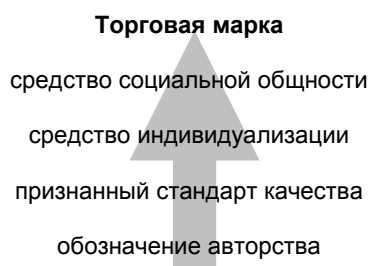 Торговая марка
средство социальной общности
средство индивидуализации
признанный стандарт качества
обозначение авторства